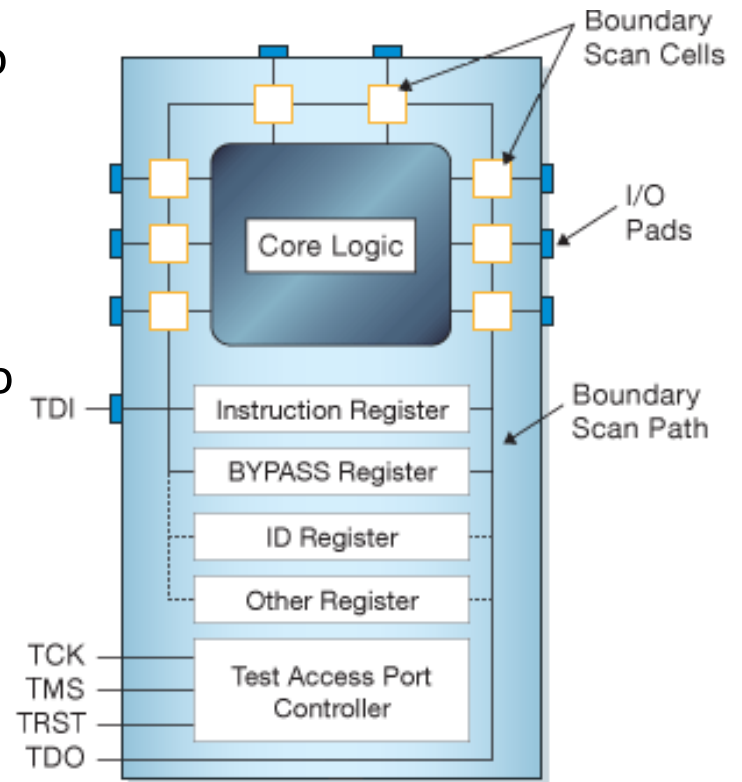 Boundary
Scan Cells
I/O
Pads
Core Logic
Boundary
Scan Path
TDI
Instruction Register
BYPASS Register
ID Register
Other Register
TCK
TMS
TRST
TDO
Test Access Port
Controller